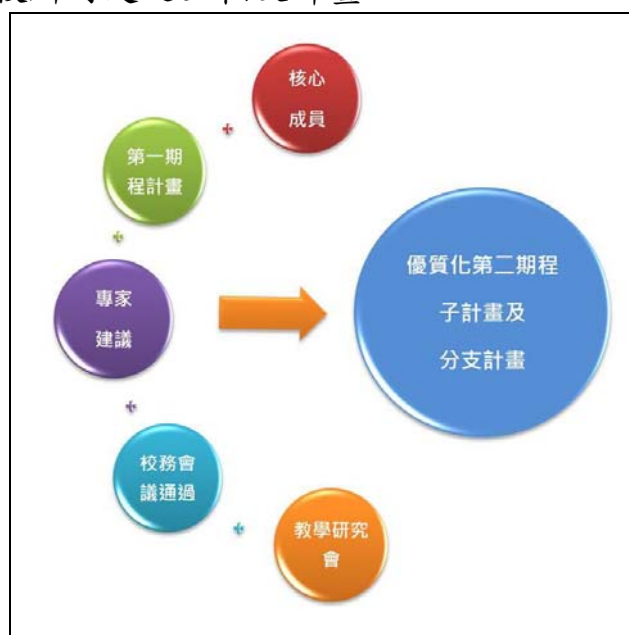 核心
成員
第一期
程計畫
專家
建議
校務會
議通過
教學研究
會
優質化第二期程
子計畫及
分支計畫